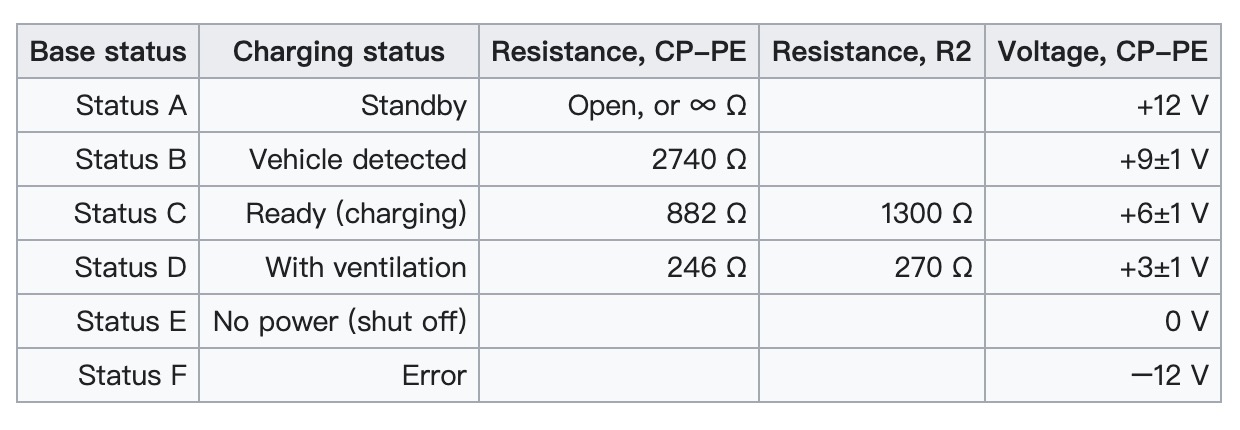 Base status Charging status Resistance, CP–PE Resistance, R2 Voltage, CP–PE
Status A Standby Open, or ∞ Ω +12 V
Status B Vehicle detected 2740 Ω +9±1 V
Status C Ready (charging) 882 Ω 1300 Ω +6±1 V
Status D With ventilation 246 Ω 270 Ω +3±1 V
Status E No power (shut off) 0 V
Status F Error −12 V